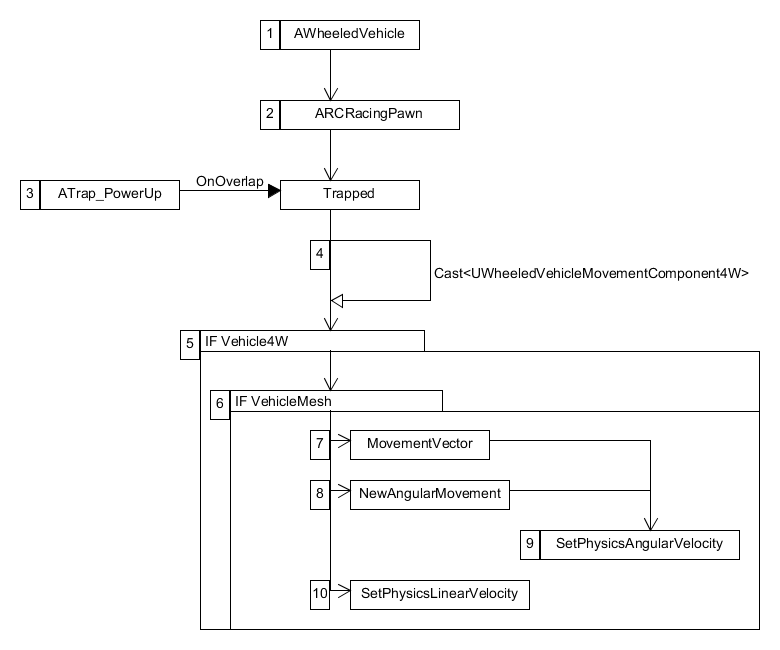 1 AWheeledVehicle
2 ARCRacingPawn
3 ATrap_PowerUp OnOverlap Trapped
4
Cast<UWheeledVehicleMovementComponent4W>
5 IF Vehicle4W
6 IF VehicleMesh
7 MovementVector
8 NewAngularMovement
9 SetPhysicsAngularVelocity
10 SetPhysicsLinearVelocity